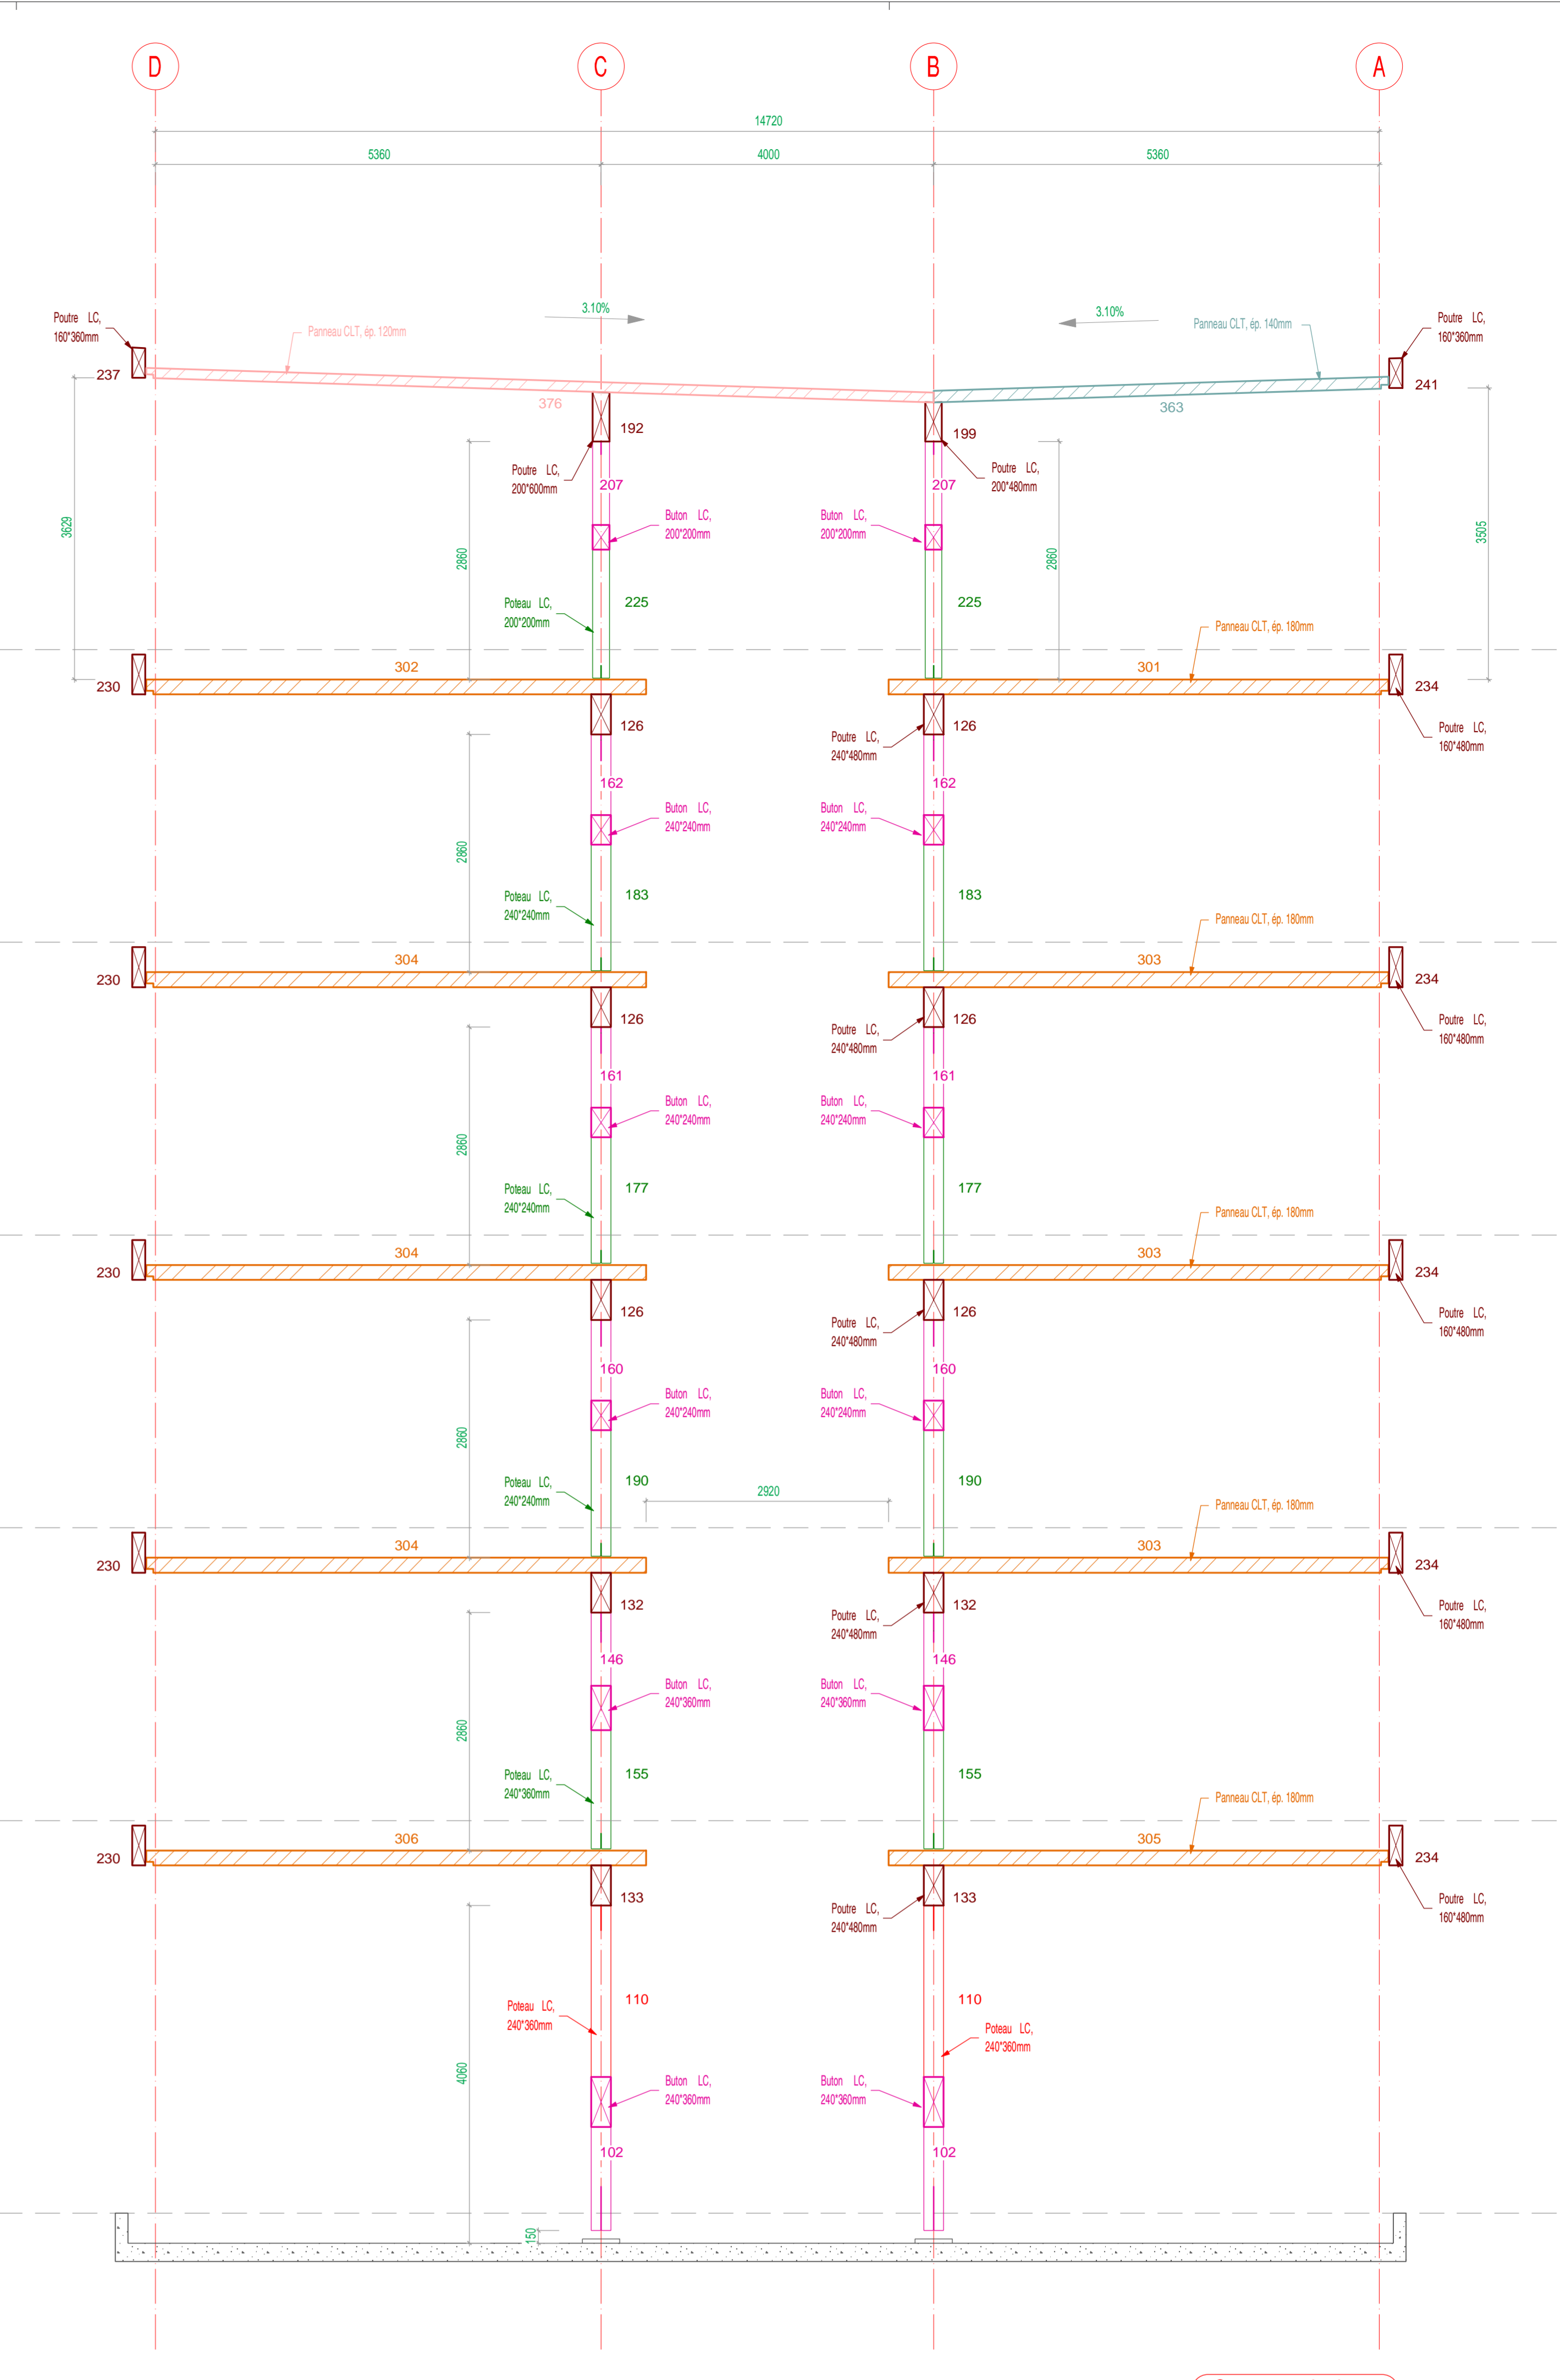 D C B A
14720
5360 4000 5360
3.10% 3.10%
Poutre LC,
160*360mm
Panneau CLT, ép. 120mm
Panneau CLT, ép. 140mm
Poutre LC,
160*360mm
237 241
376 363
192 199
Poutre LC,
200*600mm
Poutre LC,
200*480mm
207 207
Buton LC,
200*200mm
Buton LC,
200*200mm
3629 2860 2860 3505
Poteau LC,
200*200mm
225 225
Panneau CLT, ép. 180mm
302 301
230 234
126 126
Poutre LC,
240*480mm
Poutre LC,
160*480mm
162 162
Buton LC,
240*240mm
Buton LC,
240*240mm
2860
Poteau LC,
240*240mm
183 183
Panneau CLT, ép. 180mm
304 303
230 234
126 126
Poutre LC,
240*480mm
Poutre LC,
160*480mm
161 161
Buton LC,
240*240mm
Buton LC,
240*240mm
2860
Poteau LC,
240*240mm
177 177
Panneau CLT, ép. 180mm
304 303
230 234
126 126
Poutre LC,
240*480mm
Poutre LC,
160*480mm
160 160
Buton LC,
240*240mm
Buton LC,
240*240mm
2860
Poteau LC,
240*240mm
190 190
2920
Panneau CLT, ép. 180mm
304 303
230 234
132 132
Poutre LC,
240*480mm
Poutre LC,
160*480mm
146 146
Buton LC,
240*360mm
Buton LC,
240*360mm
2860
Poteau LC,
240*360mm
155 155
Panneau CLT, ép. 180mm
306 305
230 234
133 133
Poutre LC,
240*480mm
Poutre LC,
160*480mm
110 110
Poteau LC,
240*360mm
Poteau LC,
240*360mm
4060
Buton LC,
240*360mm
Buton LC,
240*360mm
102 102
150